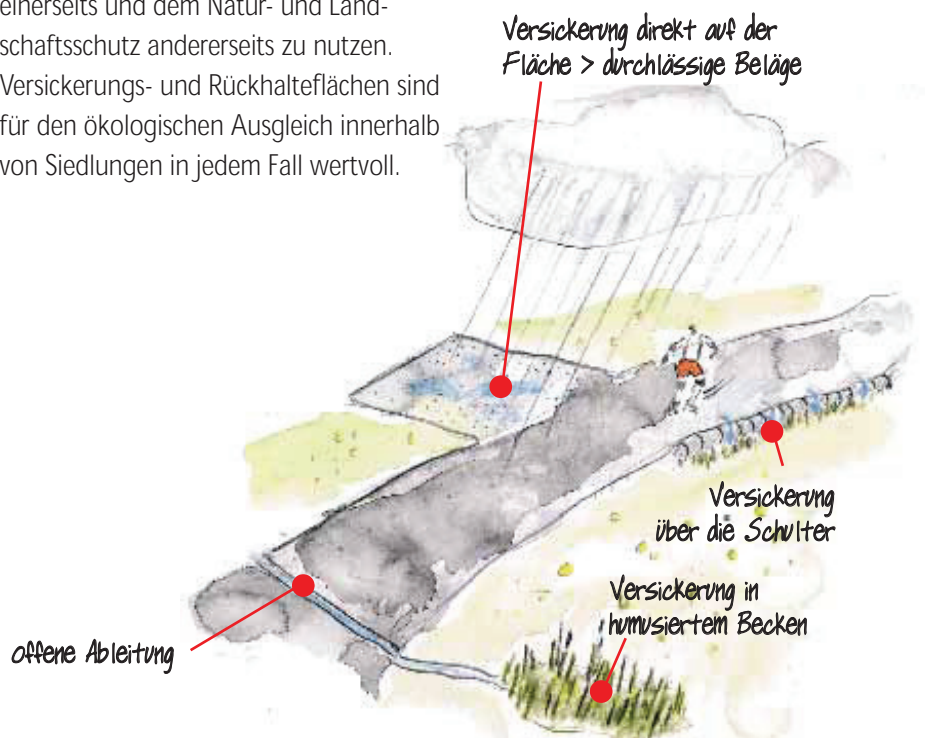 einerseits und dem Natur- und Land-
schaftsschutz andererseits zu nutzen.
Versickerungs- und Rückhalteflächen sind
für den ökologischen Ausgleich innerhalb
von Siedlungen in jedem Fall wertvoll.
Versickerung direkt auf der
Fläche > durchlässige Beläge
Versickerung
über die Schulter
Versickerung in
humusiertem Becken
offene Ableitung